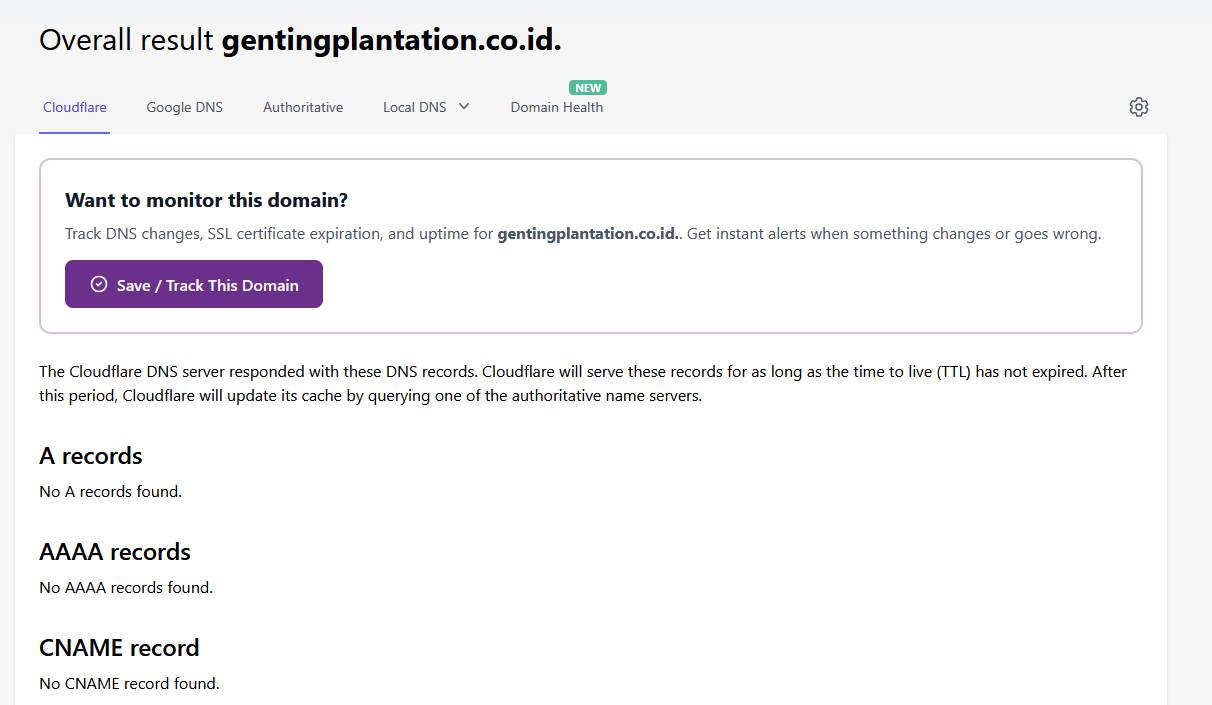 Overall result gentingplantation.co.id.
NEW
Cloudflare Google DNS Authoritative Local DNS Domain Health
Want to monitor this domain?
Track DNS changes, SSL certificate expiration, and uptime for gentingplantation.co.id.. Get instant alerts when something changes or goes wrong.
Save / Track This Domain
The Cloudflare DNS server responded with these DNS records. Cloudflare will serve these records for as long as the time to live (TTL) has not expired. After
this period, Cloudflare will update its cache by querying one of the authoritative name servers.
A records
No A records found.
AAAA records
No AAAA records found.
CNAME record
No CNAME record found.